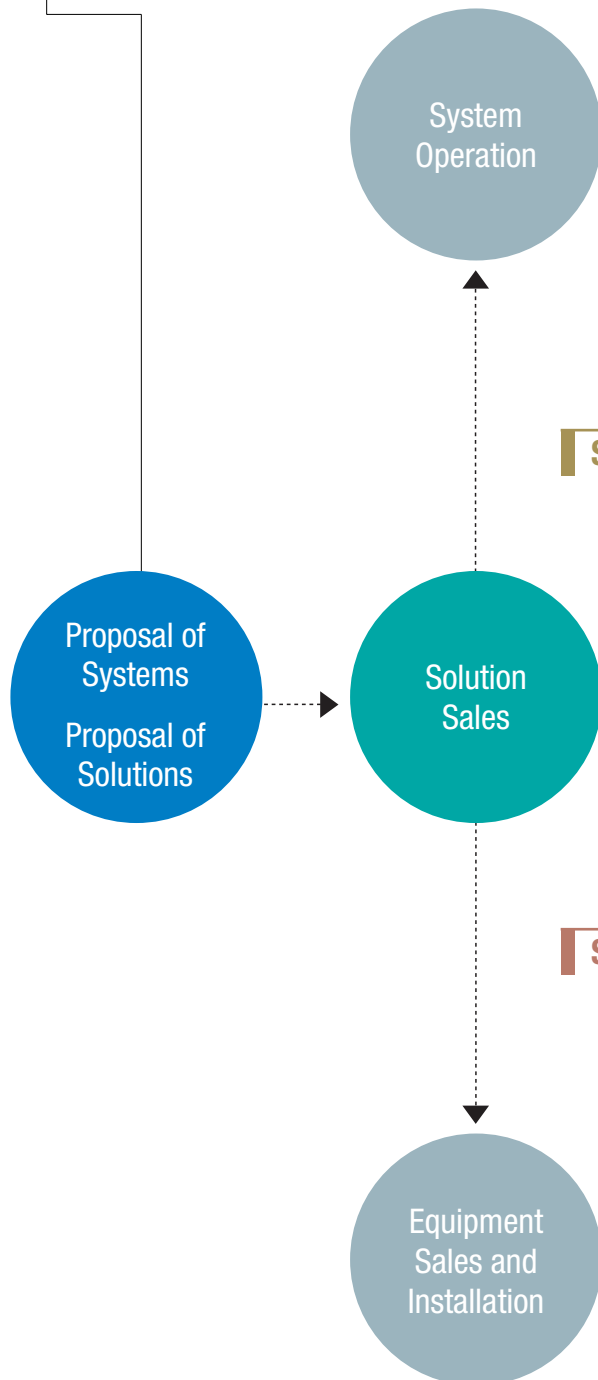 System
Operation
S
Proposal of
Systems
Proposal of
Solutions
Solution
Sales
S
Equipment
Sales and
Installation